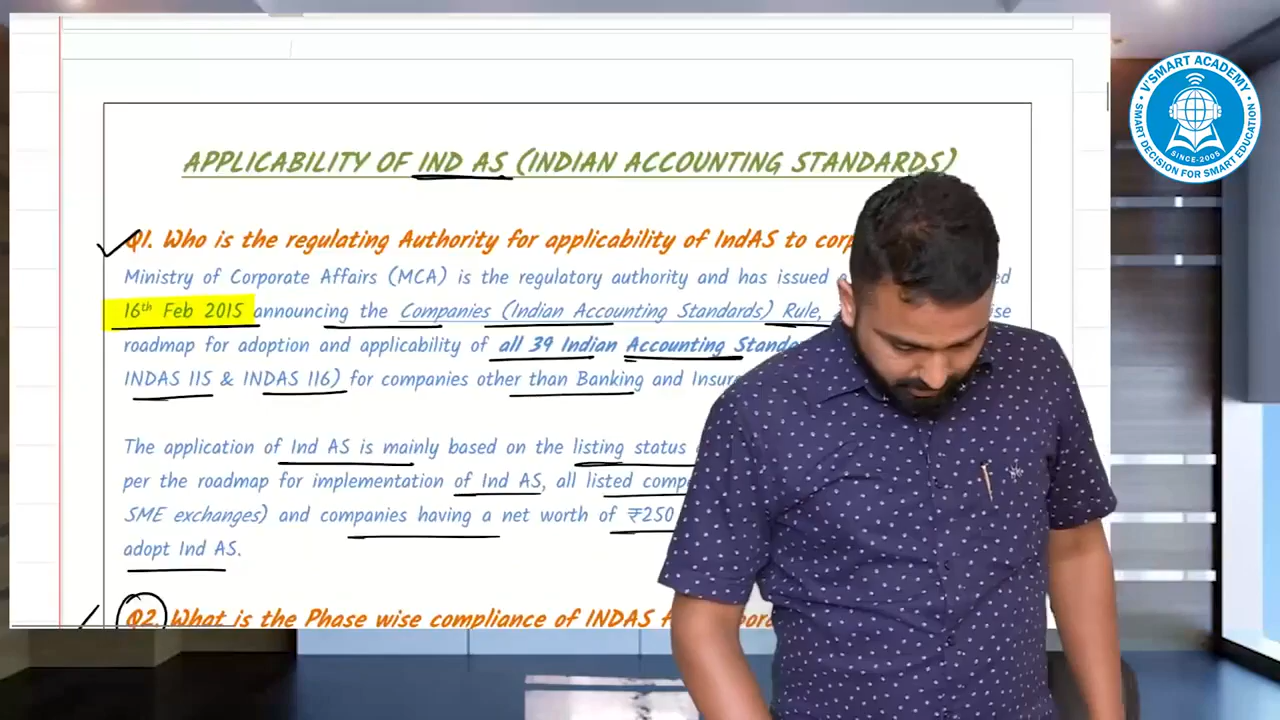 APPLICABILITY OF IND AS (INDIAN ACCOUNTING STANDARDS)
Q1. Who is the regulating Authority for applicability of IndAS to
Ministry of Corporate Affairs (MCA) is the regulatory authority and has issued
16th Feb 2015 announcing the Companies (Indian Accounting Standards) Rule,
roadmap for adoption and applicability of all 39 Indian Accounting
INDAS 115 & INDAS 116) for companies other than Banking and
The application of Ind AS is mainly based on the listing status
per the roadmap for implementation of Ind AS, all listed
SME exchanges) and companies having a net worth of ₹250
adopt Ind AS.
Q2. What is the Phase wise compliance of INDAS
V'SMART ACADEMY
SINCE-2006
SMART DECISION FOR SMART EDUCATION